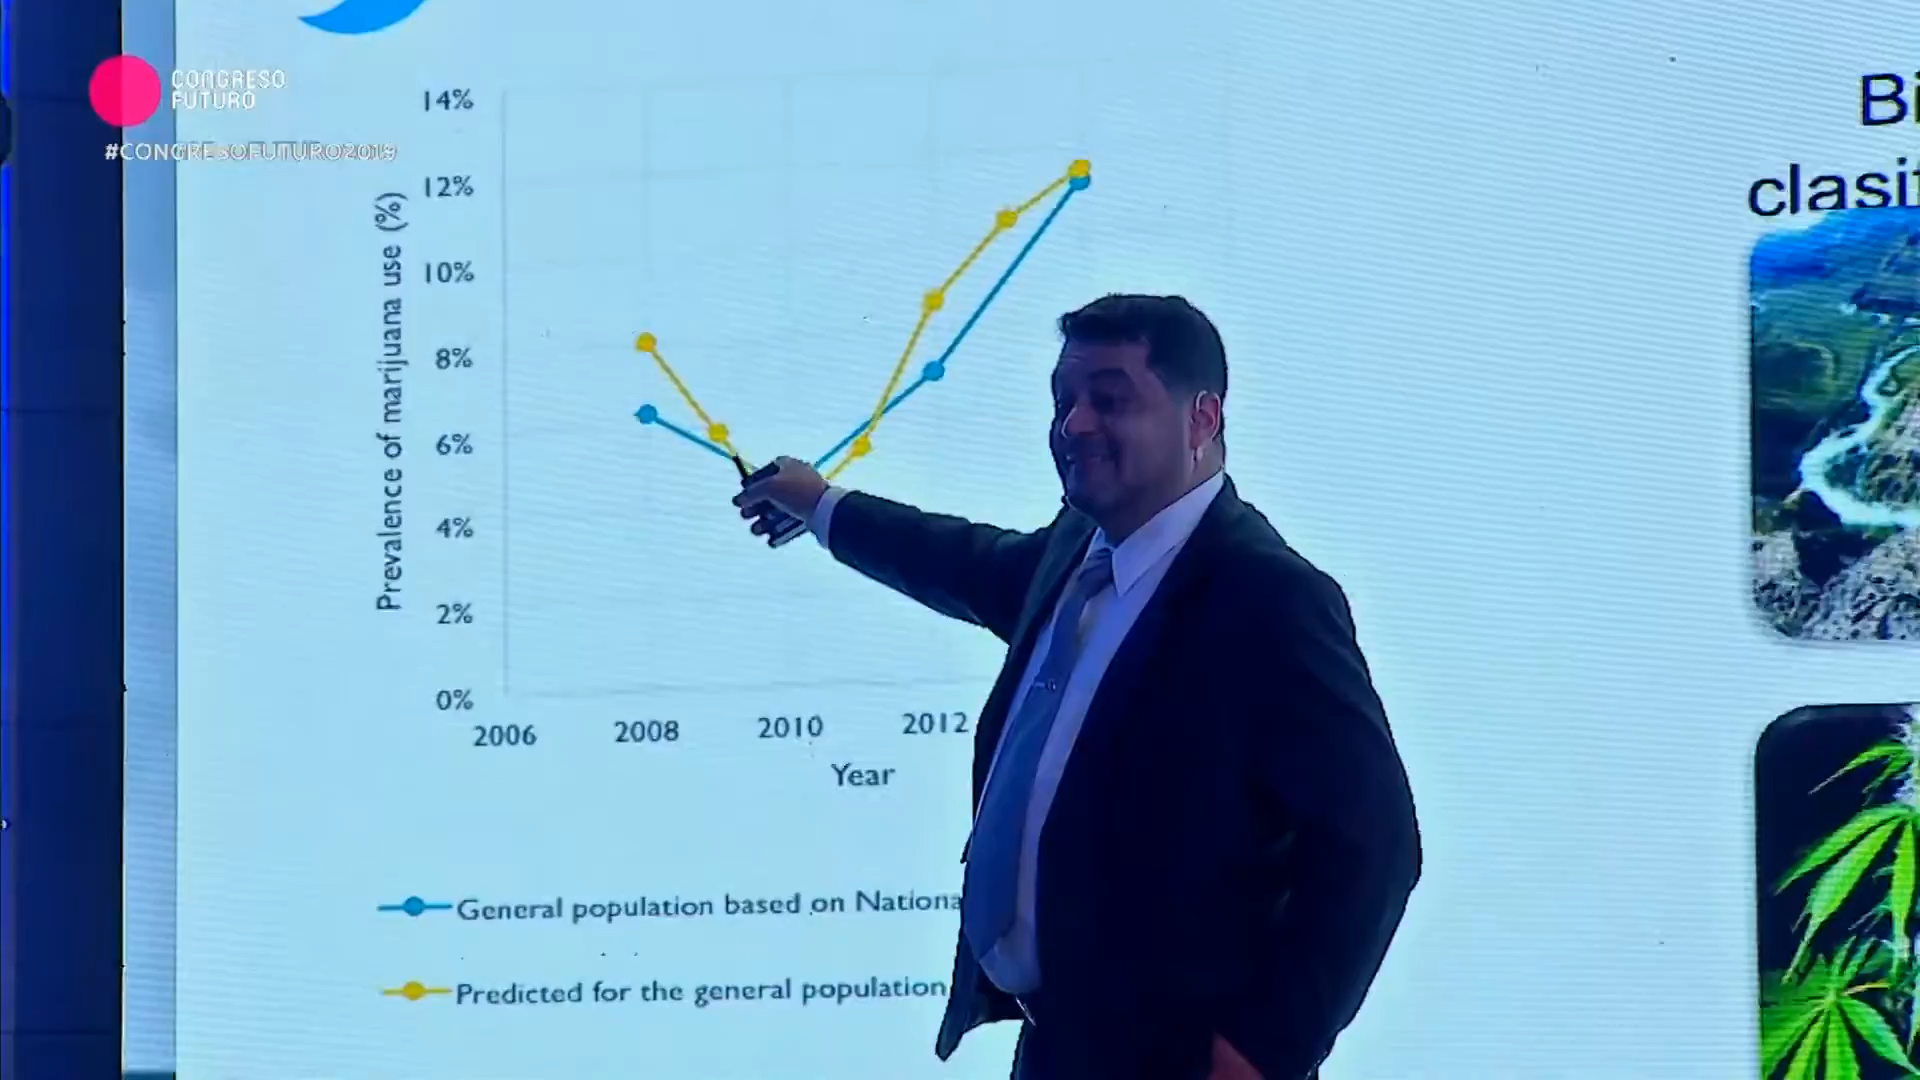 CONGRESO
FUTURO
#CONGRESOFUTURO2019
14%
12%
10%
8%
6%
4%
2%
0%
Prevalence of marijuana use (%)
2006 2008 2010 2012
Year
General population based on Nationa
Predicted for the general population
Bi
clasif